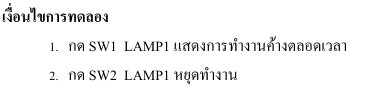 เงื่อนไขการทดลอง
1. กด SW1 LAMP1 แสดงการทำงานค้างตลอดเวลา
2. กด SW2 LAMP1 หยุดทำงาน